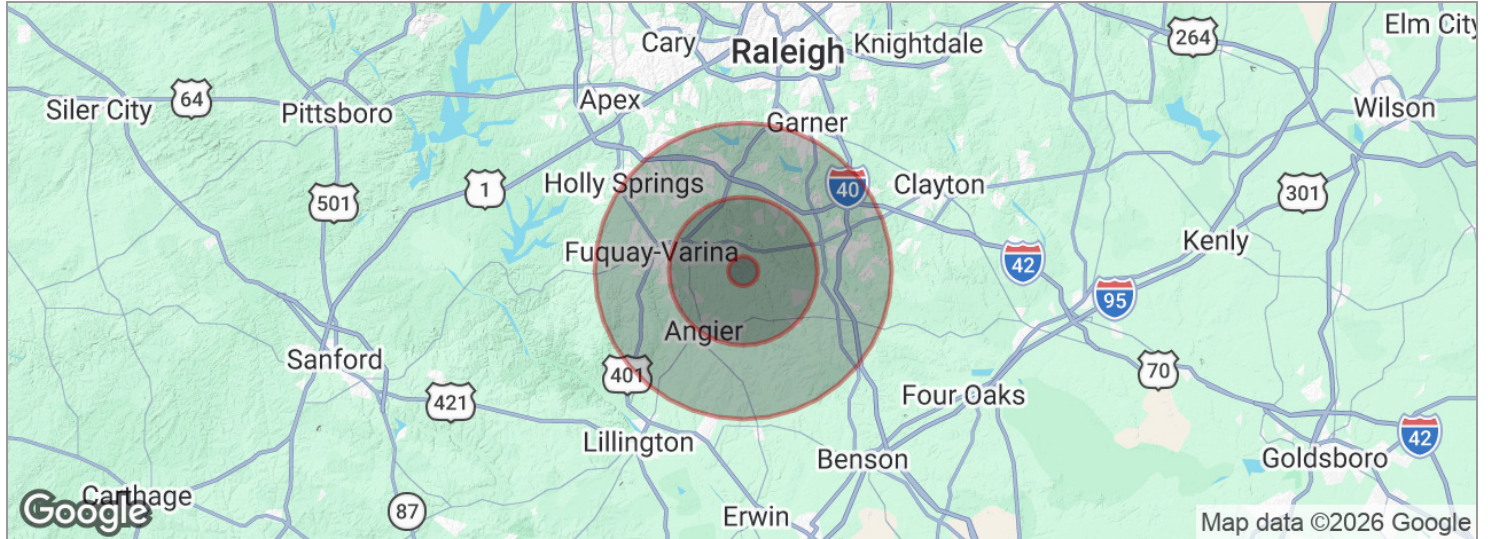 Elm City
264
Cary
Raleigh
Knightdale
64
Apex
Siler City
Pittsboro
Wilson
Garner
1
Holly Springs
40
Clayton
301
501
Kenly
Fuquay-Varina
42
95
Angier
Sanford
401
70
421
Four Oaks
42
Lillington
Benson
Goldsboro
Carthage
Google
87
Erwin
Map data ©2026 Google